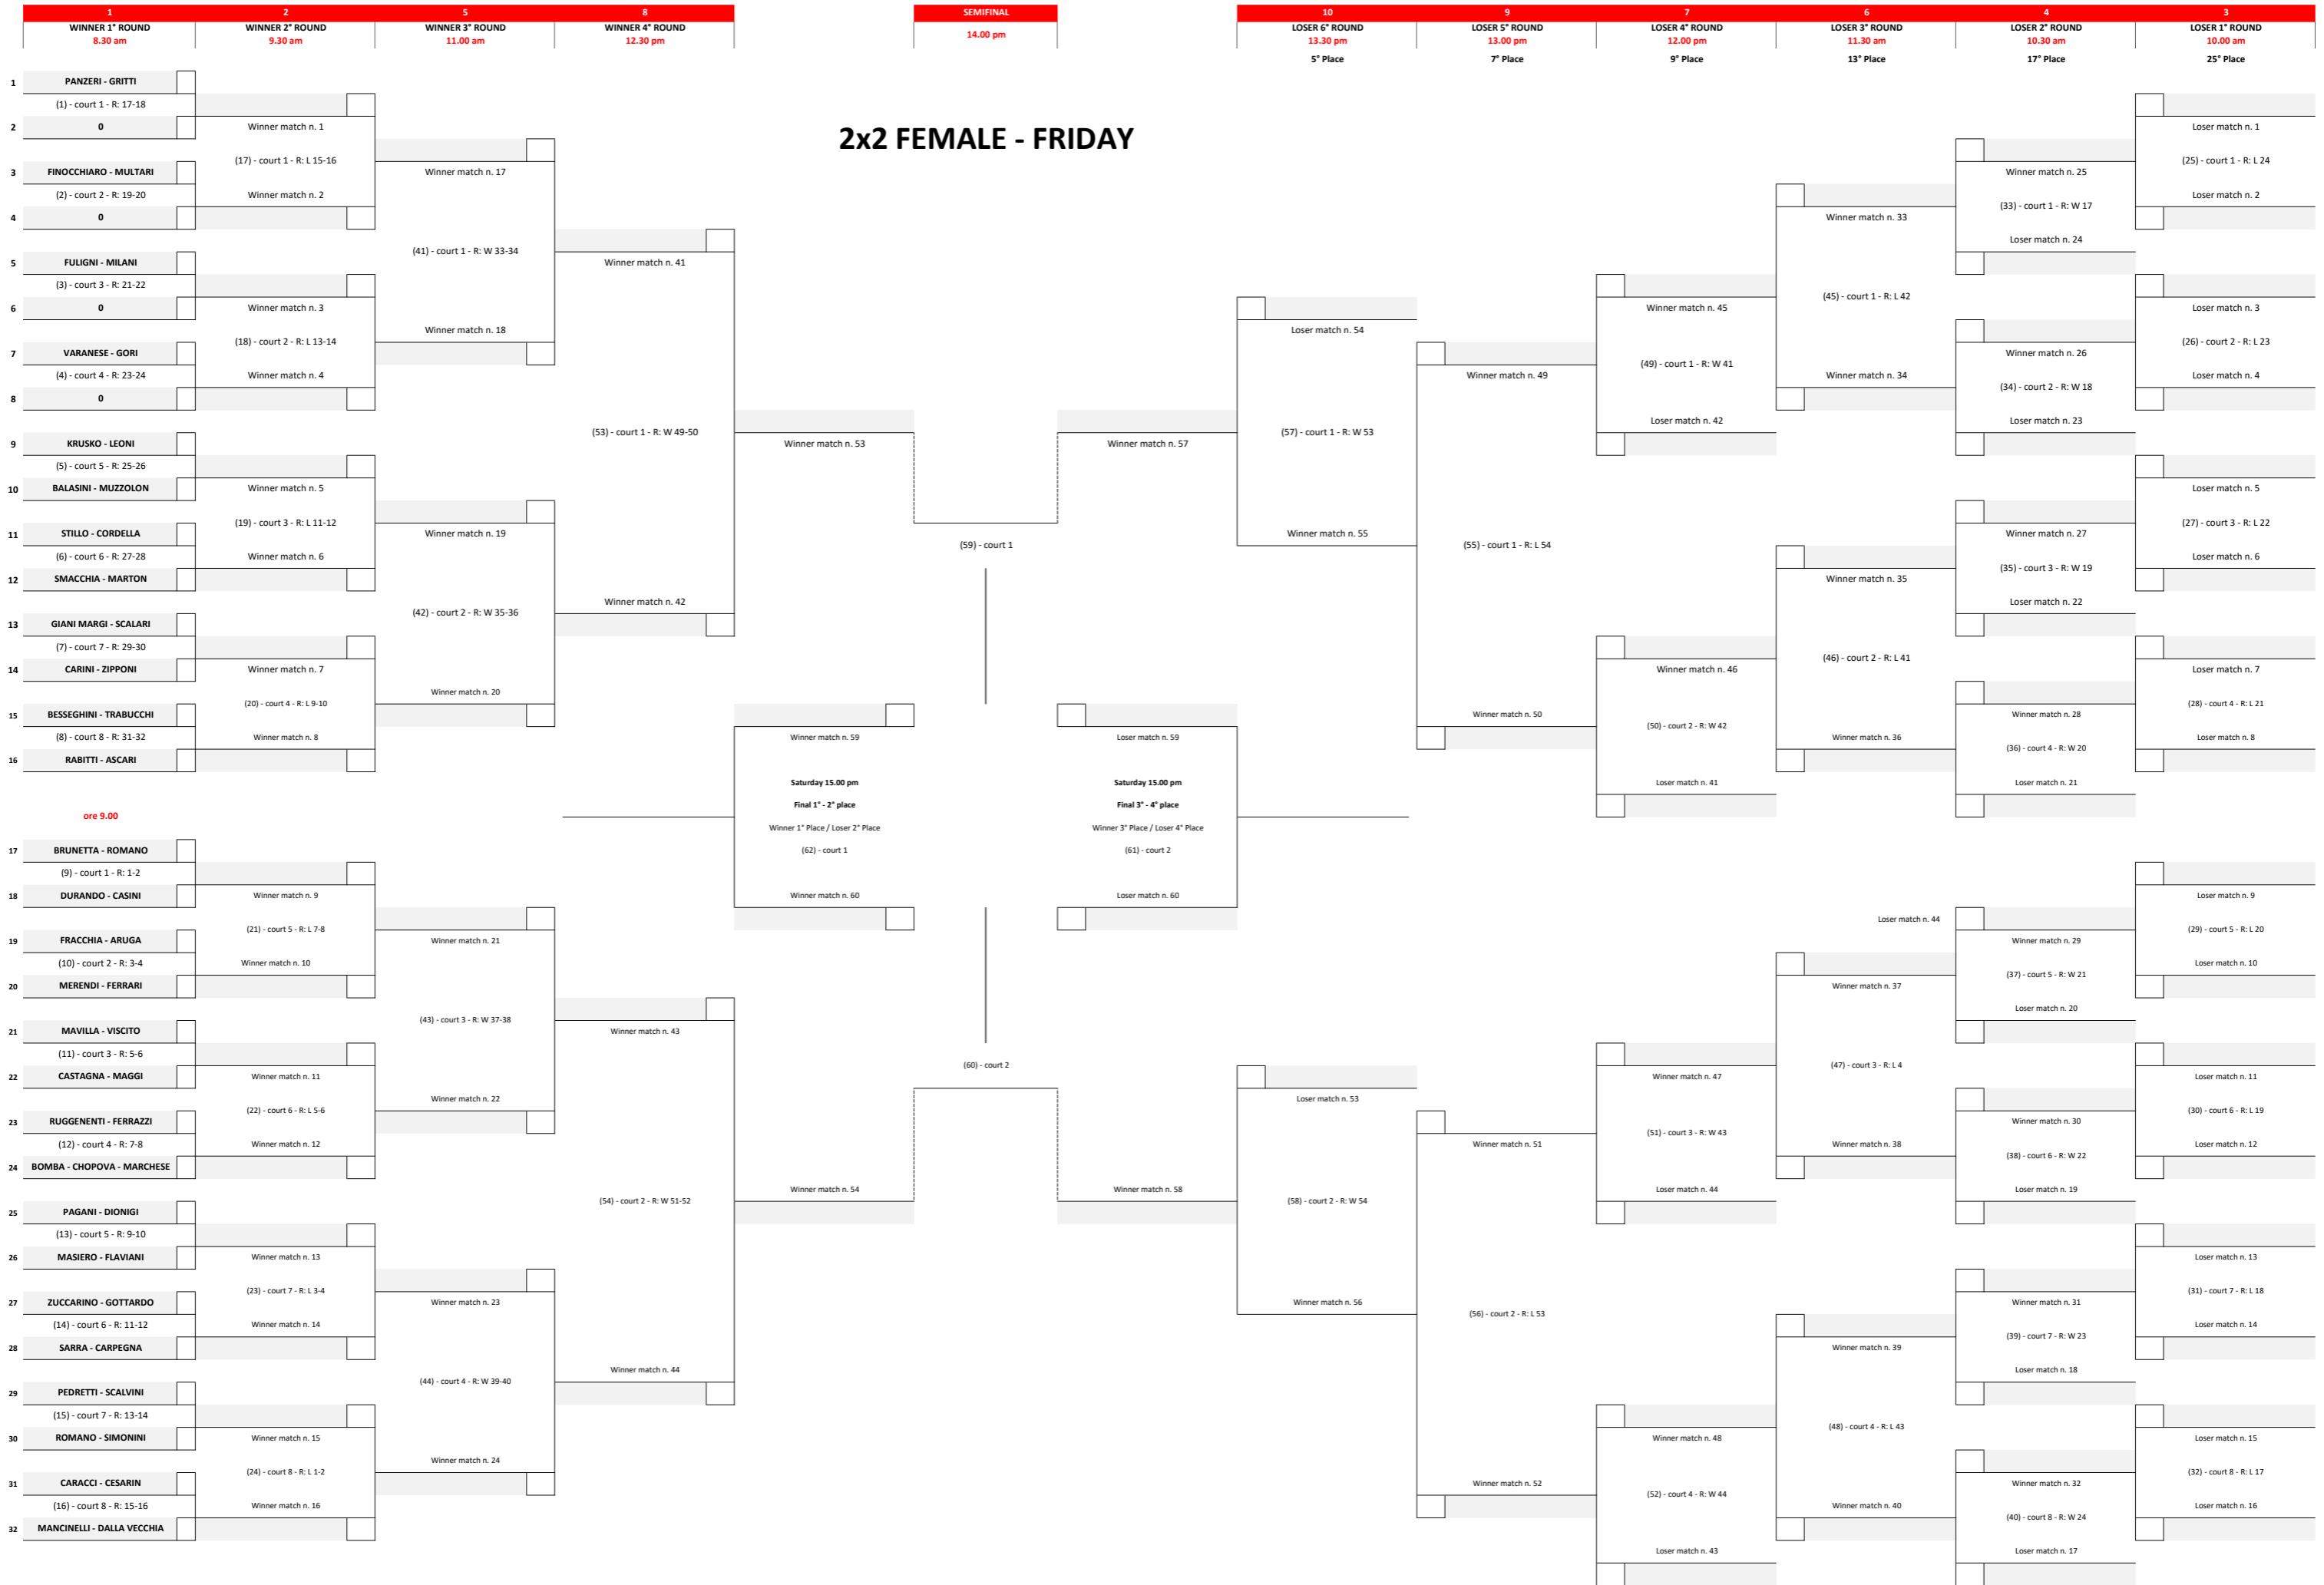 1
WINNER 1° ROUND
8.30 am
2
WINNER 2° ROUND
9.30 am
5
WINNER 3° ROUND
11.00 am
8
WINNER 4° ROUND
12.30 pm
SEMIFINAL
14.00 pm
10
LOSER 6° ROUND
13.30 pm
5° Place
9
LOSER 5° ROUND
13.00 pm
7° Place
7
LOSER 4° ROUND
12.00 pm
9° Place
6
LOSER 3° ROUND
11.30 am
13° Place
4
LOSER 2° ROUND
10.30 am
17° Place
3
LOSER 1° ROUND
10.00 am
25° Place
2x2 FEMALE - FRIDAY
1 PANZERI - GRITTI
(1) - court 1 - R: 17-18
2 0
3 FINOCCHIARO - MULTARI
(2) - court 2 - R: 19-20
4 0
5 FULIGNI - MILANI
(3) - court 3 - R: 21-22
6 0
7 VARANESE - GORI
(4) - court 4 - R: 23-24
8 0
9 KRUSKO - LEONI
(5) - court 5 - R: 25-26
10 BALASINI - MUZZOLON
11 STILLO - CORDELLA
(6) - court 6 - R: 27-28
12 SMACCHIA - MARTON
13 GIANI MARGI - SCALARI
(7) - court 7 - R: 29-30
14 CARINI - ZIPPONI
15 BESSEGHINI - TRABUCCHI
(8) - court 8 - R: 31-32
16 RABITTI - ASCARI
ore 9.00
17 BRUNETTA - ROMANO
(9) - court 1 - R: 1-2
18 DURANDO - CASINI
19 FRACCHIA - ARUGA
(10) - court 2 - R: 3-4
20 MERENDI - FERRARI
21 MAVILLA - VISCITO
(11) - court 3 - R: 5-6
22 CASTAGNA - MAGGI
23 RUGGENENTI - FERRAZZI
(12) - court 4 - R: 7-8
24 BOMBA - CHOPOVA - MARCHESE
25 PAGANI - DIONIGI
(13) - court 5 - R: 9-10
26 MASIERO - FLAVIANI
27 ZUCCARINO - GOTTARDO
(14) - court 6 - R: 11-12
28 SARRA - CARPEGNA
29 PEDRETTI - SCALVINI
(15) - court 7 - R: 13-14
30 ROMANO - SIMONINI
31 CARACCI - CESARIN
(16) - court 8 - R: 15-16
32 MANCINELLI - DALLA VECCHIA
Winner match n. 1
(17) - court 1 - R: L 15-16
Winner match n. 2
Winner match n. 3
(18) - court 2 - R: L 13-14
Winner match n. 4
Winner match n. 5
(19) - court 3 - R: L 11-12
Winner match n. 6
Winner match n. 7
(20) - court 4 - R: L 9-10
Winner match n. 8
Winner match n. 9
(21) - court 5 - R: L 7-8
Winner match n. 10
Winner match n. 11
(22) - court 6 - R: L 5-6
Winner match n. 12
Winner match n. 13
(23) - court 7 - R: L 3-4
Winner match n. 14
Winner match n. 15
(24) - court 8 - R: L 1-2
Winner match n. 16
Winner match n. 17
(41) - court 1 - R: W 33-34
Winner match n. 18
Winner match n. 19
(42) - court 2 - R: W 35-36
Winner match n. 20
Winner match n. 21
(43) - court 3 - R: W 37-38
Winner match n. 22
Winner match n. 23
(44) - court 4 - R: W 39-40
Winner match n. 24
Winner match n. 41
(53) - court 1 - R: W 49-50
Winner match n. 42
Winner match n. 43
(54) - court 2 - R: W 51-52
Winner match n. 44
Winner match n. 53
Winner match n. 59
Saturday 15.00 pm
Final 1° - 2° place
Winner 1° Place / Loser 2° Place
(62) - court 1
Winner match n. 60
Winner match n. 54
(59) - court 1
(60) - court 2
Winner match n. 57
Loser match n. 59
Saturday 15.00 pm
Final 3° - 4° place
Winner 3° Place / Loser 4° Place
(61) - court 2
Loser match n. 60
Winner match n. 58
Loser match n. 54
(57) - court 1 - R: W 53
Winner match n. 55
Loser match n. 53
(58) - court 2 - R: W 54
Winner match n. 56
Winner match n. 49
(55) - court 1 - R: L 54
Winner match n. 50
Winner match n. 51
(56) - court 2 - R: L 53
Winner match n. 52
Winner match n. 45
(49) - court 1 - R: W 41
Loser match n. 42
Winner match n. 46
(50) - court 2 - R: W 42
Loser match n. 41
Winner match n. 47
(51) - court 3 - R: W 43
Loser match n. 44
Winner match n. 48
(52) - court 4 - R: W 44
Loser match n. 43
Winner match n. 33
(45) - court 1 - R: L 42
Winner match n. 34
Winner match n. 35
(46) - court 2 - R: L 41
Winner match n. 36
Loser match n. 44
Winner match n. 37
(47) - court 3 - R: L 4
Winner match n. 38
Winner match n. 39
(48) - court 4 - R: L 43
Winner match n. 40
Winner match n. 25
(33) - court 1 - R: W 17
Loser match n. 24
Winner match n. 26
(34) - court 2 - R: W 18
Loser match n. 23
Winner match n. 27
(35) - court 3 - R: W 19
Loser match n. 22
Winner match n. 28
(36) - court 4 - R: W 20
Loser match n. 21
Winner match n. 29
(37) - court 5 - R: W 21
Loser match n. 20
Winner match n. 30
(38) - court 6 - R: W 22
Loser match n. 19
Winner match n. 31
(39) - court 7 - R: W 23
Loser match n. 18
Winner match n. 32
(40) - court 8 - R: W 24
Loser match n. 17
Loser match n. 1
(25) - court 1 - R: L 24
Loser match n. 2
Loser match n. 3
(26) - court 2 - R: L 23
Loser match n. 4
Loser match n. 5
(27) - court 3 - R: L 22
Loser match n. 6
Loser match n. 7
(28) - court 4 - R: L 21
Loser match n. 8
Loser match n. 9
(29) - court 5 - R: L 20
Loser match n. 10
Loser match n. 11
(30) - court 6 - R: L 19
Loser match n. 12
Loser match n. 13
(31) - court 7 - R: L 18
Loser match n. 14
Loser match n. 15
(32) - court 8 - R: L 17
Loser match n. 16